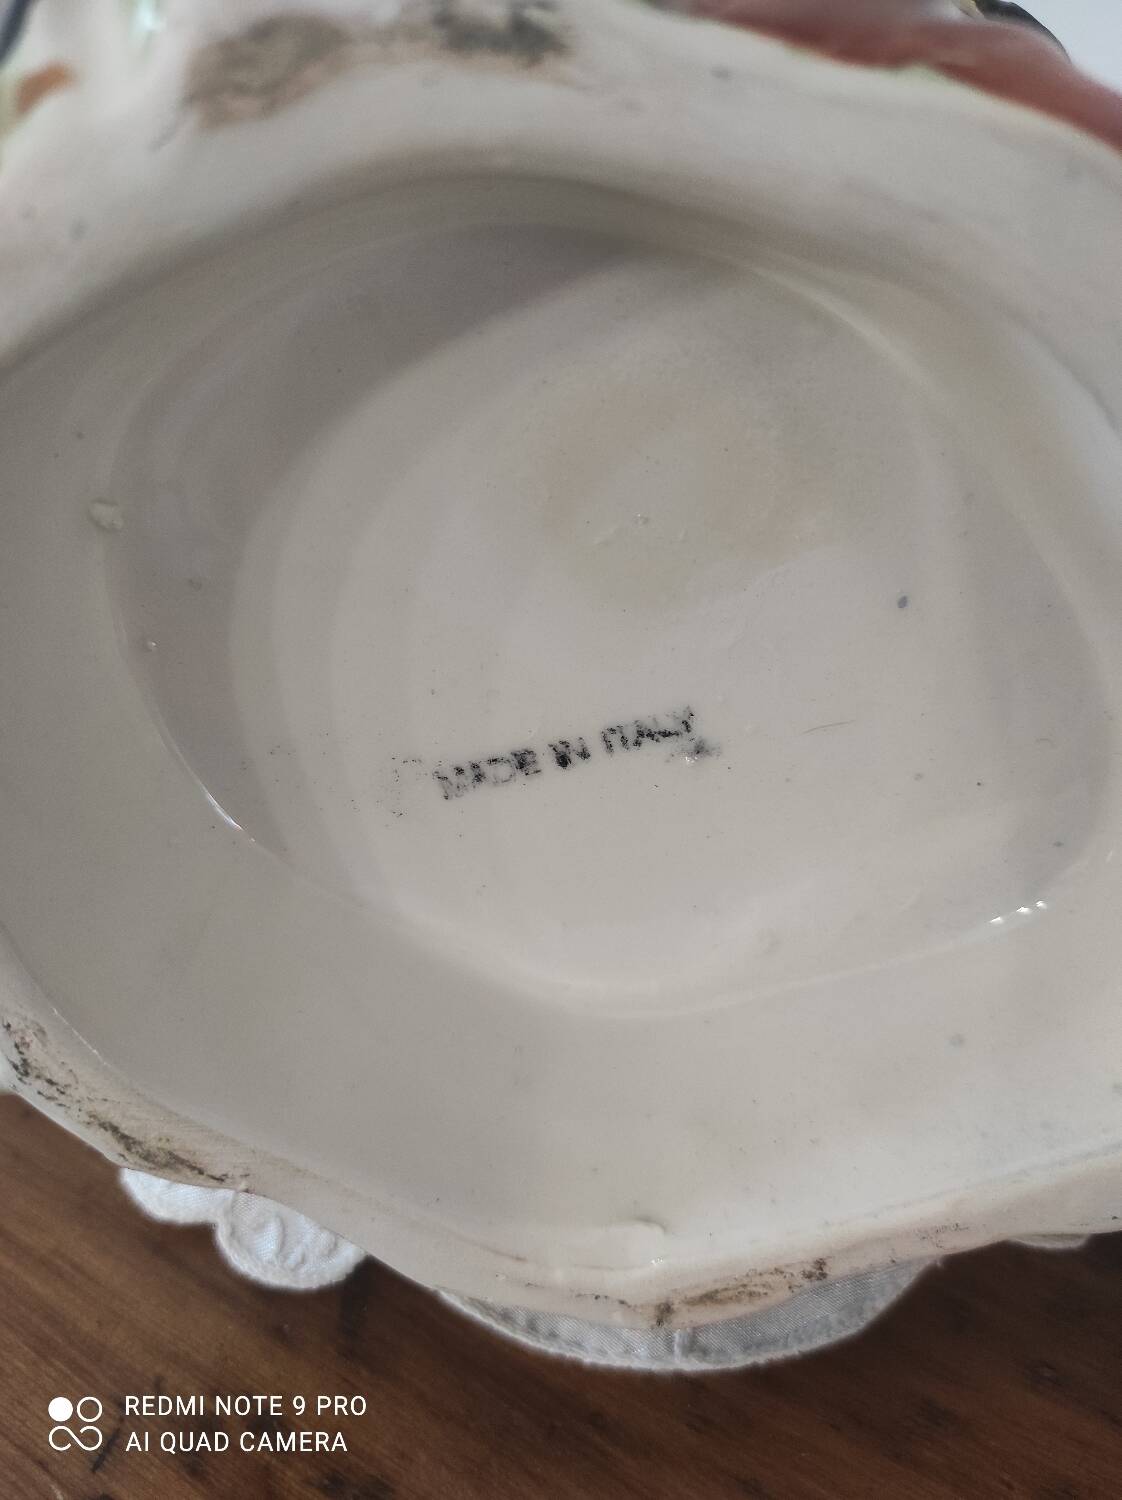 MADE IN ITALY
REDMI NOTE 9 PRO
AI QUAD CAMERA